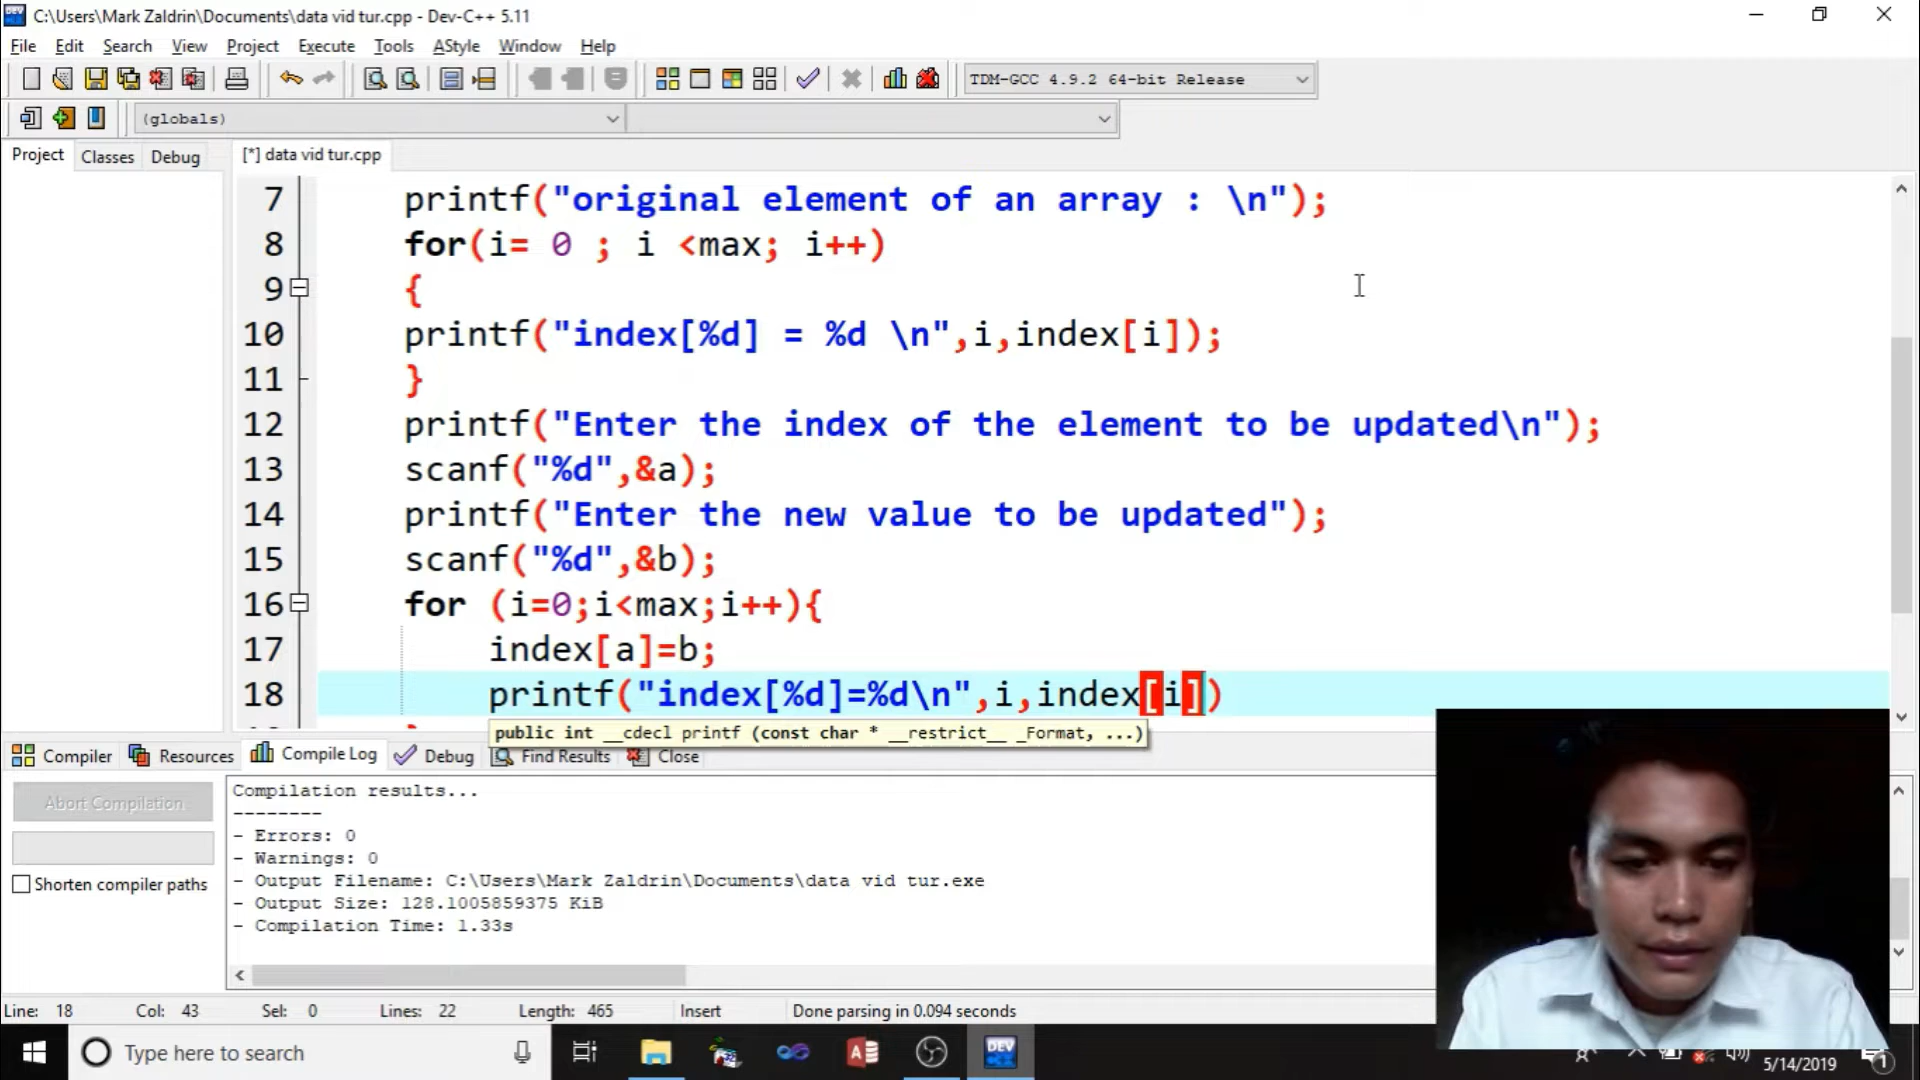 C:\Users\Mark Zaldrin\Documents\data vid tur.cpp - Dev-C++ 5.11
File Edit Search View Project Execute Tools AStyle Window Help
TDM-GCC 4.9.2 64-bit Release
(globals)
Project Classes Debug [*] data vid tur.cpp
7 printf("original element of an array : \n");
8 for(i= 0 ; i <max; i++)
9 {
10 printf("index[%d] = %d \n",i,index[i]);
11 }
12 printf("Enter the index of the element to be updated\n");
13 scanf("%d",&a);
14 printf("Enter the new value to be updated");
15 scanf("%d",&b);
16 for (i=0;i<max;i++){
17 index[a]=b;
18 printf("index[%d]=%d\n",i,index[i])
public int __cdecl printf (const char * __restrict__ _Format, ...)
Compiler Resources Compile Log Debug Find Results Close
Abort Compilation
Shorten compiler paths
Compilation results...
--------
- Errors: 0
- Warnings: 0
- Output Filename: C:\Users\Mark Zaldrin\Documents\data vid tur.exe
- Output Size: 128.1005859375 KiB
- Compilation Time: 1.33s
Line: 18 Col: 43 Sel: 0 Lines: 22 Length: 465 Insert Done parsing in 0.094 seconds
Type here to search
DEV
5/14/2019
1